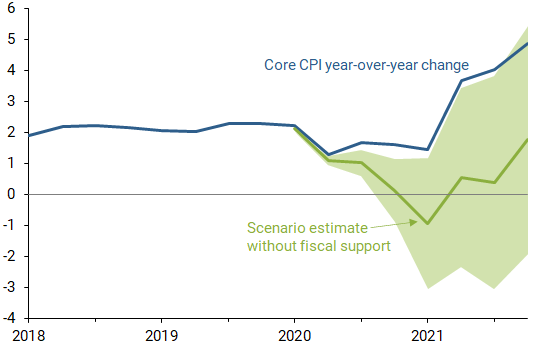 6
5
4
3
2
1
0
-1
-2
-3
-4
Core CPI year-over-year change
Scenario estimate
without fiscal support
2018 2019 2020 2021